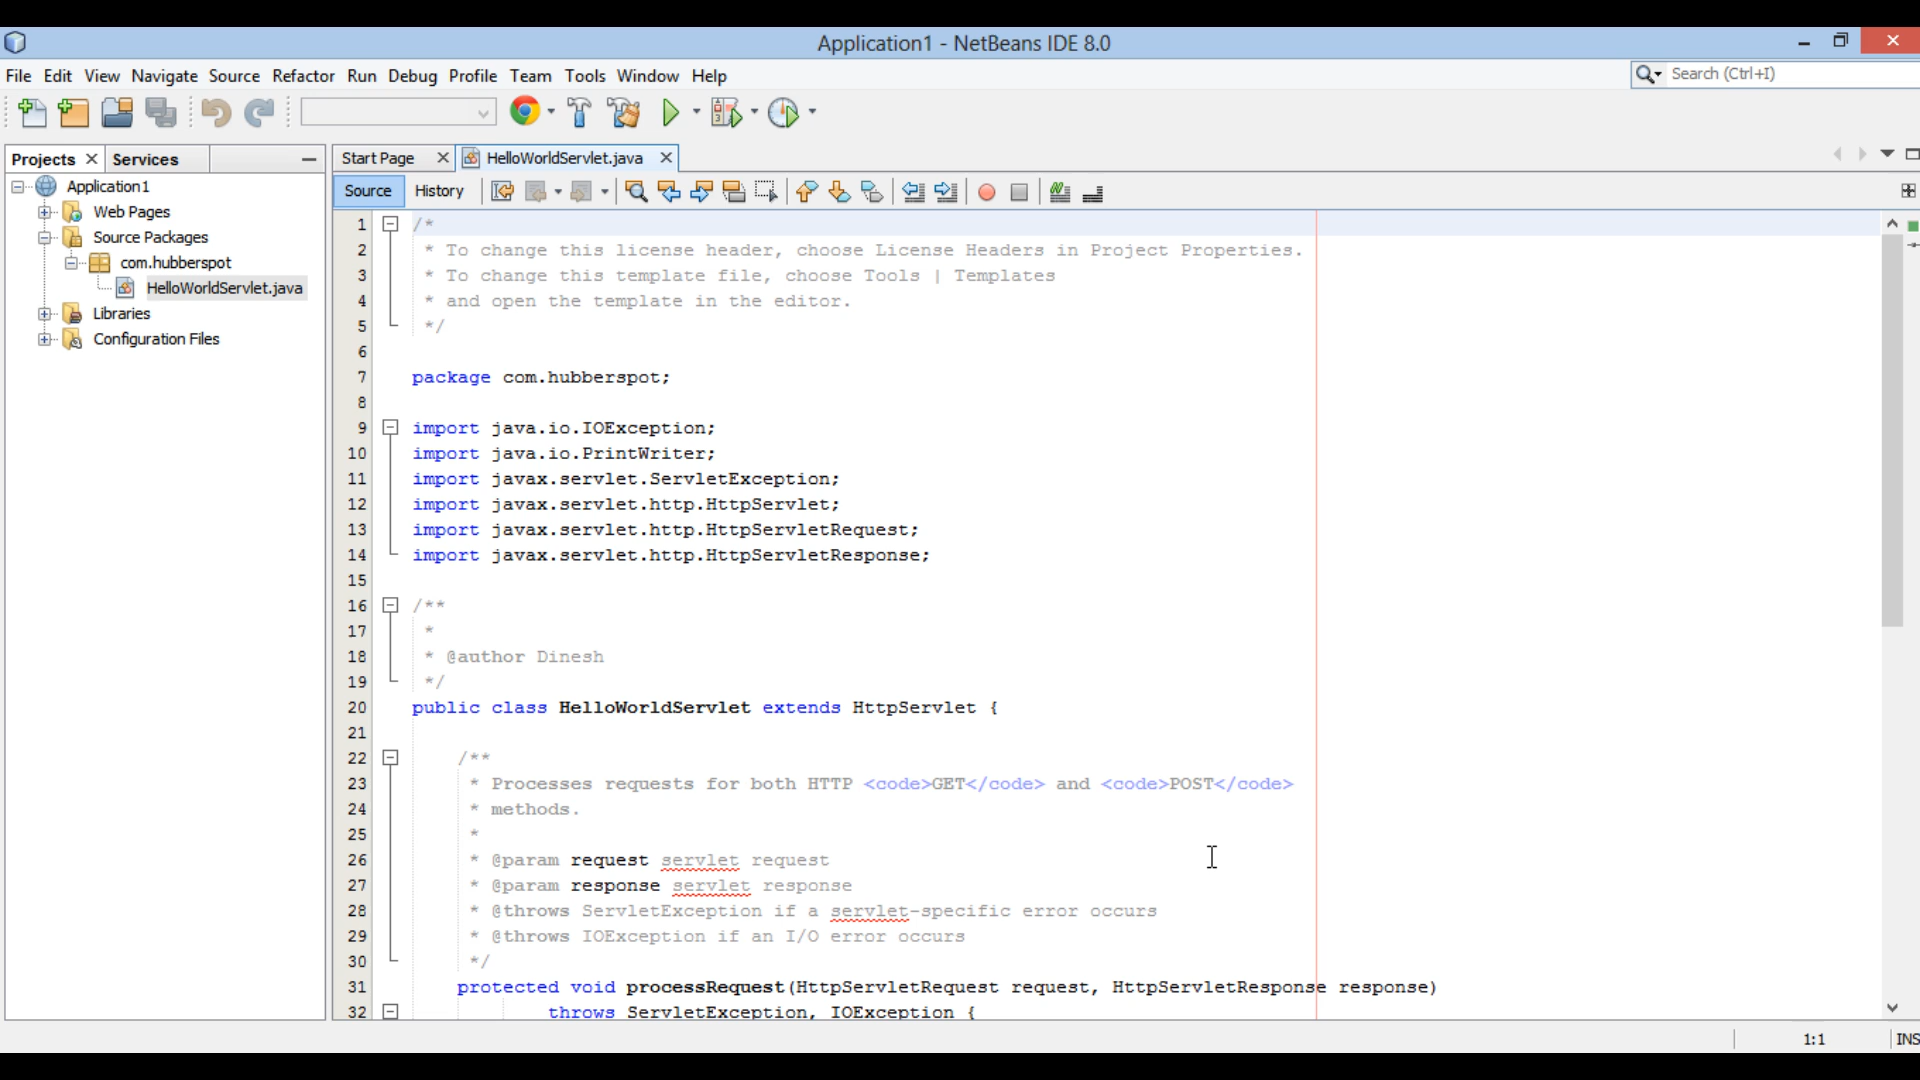 Application1 - NetBeans IDE 8.0
File Edit View Navigate Source Refactor Run Debug Profile Team Tools Window Help
Search (Ctrl+I)
Projects Services
Start Page HelloWorldServlet.java
Application1
Web Pages
Source Packages
com.hubberspot
HelloWorldServlet.java
Libraries
Configuration Files
Source History
1 /*
2 * To change this license header, choose License Headers in Project Properties.
3 * To change this template file, choose Tools | Templates
4 * and open the template in the editor.
5 */
6
7 package com.hubberspot;
8
9 import java.io.IOException;
10 import java.io.PrintWriter;
11 import javax.servlet.ServletException;
12 import javax.servlet.http.HttpServlet;
13 import javax.servlet.http.HttpServletRequest;
14 import javax.servlet.http.HttpServletResponse;
15
16 /**
17 *
18 * @author Dinesh
19 */
20 public class HelloWorldServlet extends HttpServlet {
21
22 /**
23 * Processes requests for both HTTP <code>GET</code> and <code>POST</code>
24 * methods.
25 *
26 * @param request servlet request
27 * @param response servlet response
28 * @throws ServletException if a servlet-specific error occurs
29 * @throws IOException if an I/O error occurs
30 */
31 protected void processRequest(HttpServletRequest request, HttpServletResponse response)
32 throws ServletException, IOException {
1:1 INS